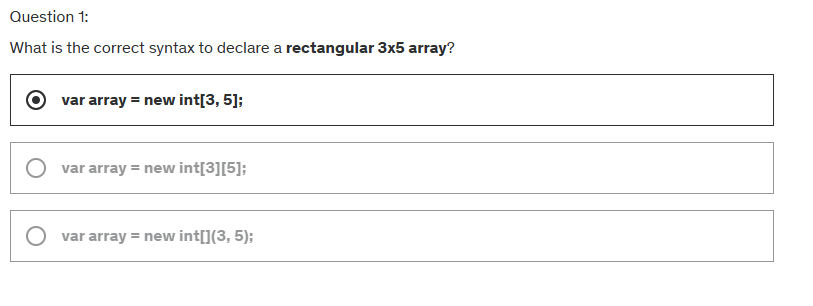 Question 1:
What is the correct syntax to declare a rectangular 3x5 array?
var array = new int[3, 5];
var array = new int[3][5];
var array = new int[](3, 5);